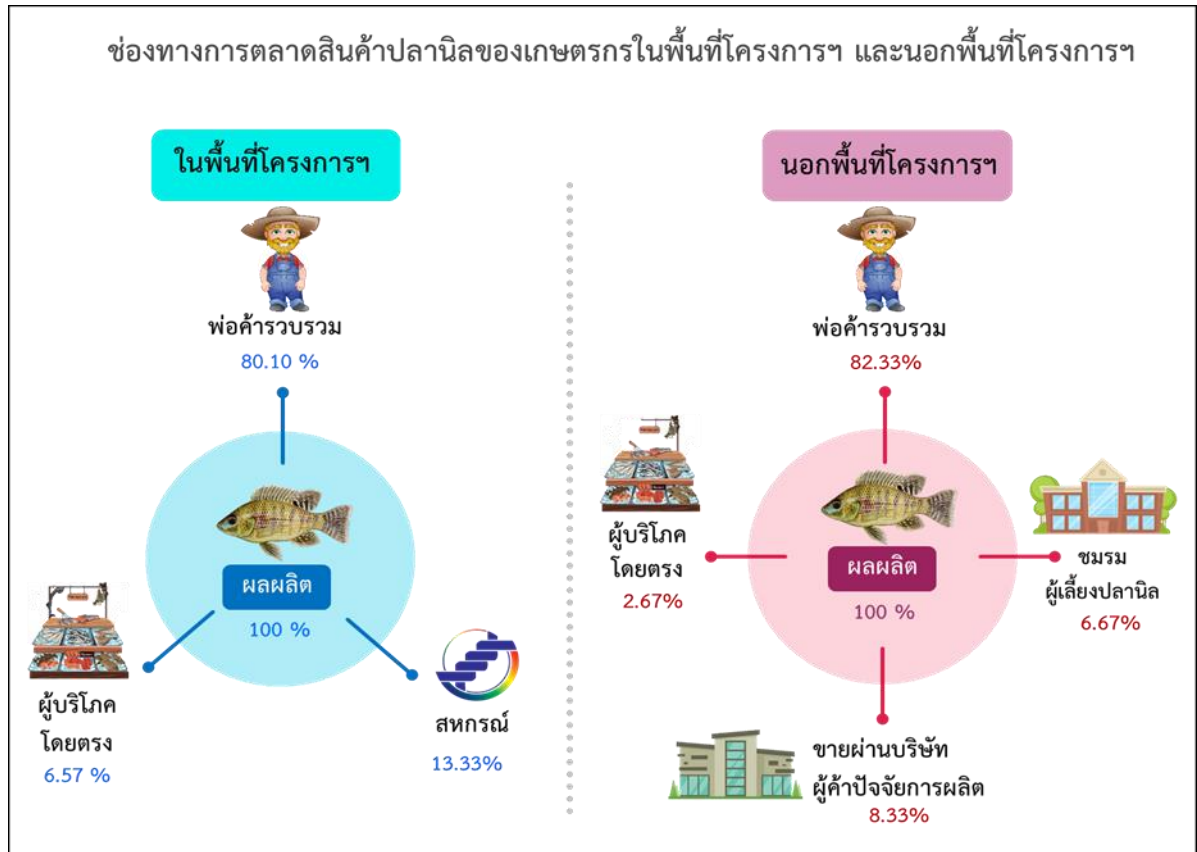 ช่องทางการตลาดสินค้าปลานิลของเกษตรกรในพื้นที่โครงการฯ และนอกพื้นที่โครงการฯ
ในพื้นที่โครงการฯ
พ่อค้ารวบรวม
80.10 %
ผลผลิต
100 %
ผู้บริโภค
โดยตรง
6.57 %
สหกรณ์
13.33%
นอกพื้นที่โครงการฯ
พ่อค้ารวบรวม
82.33%
ผู้บริโภค
โดยตรง
2.67%
ผลผลิต
100 %
ชมรม
ผู้เลี้ยงปลานิล
6.67%
ขายผ่านบริษัท
ผู้ค้าปัจจัยการผลิต
8.33%